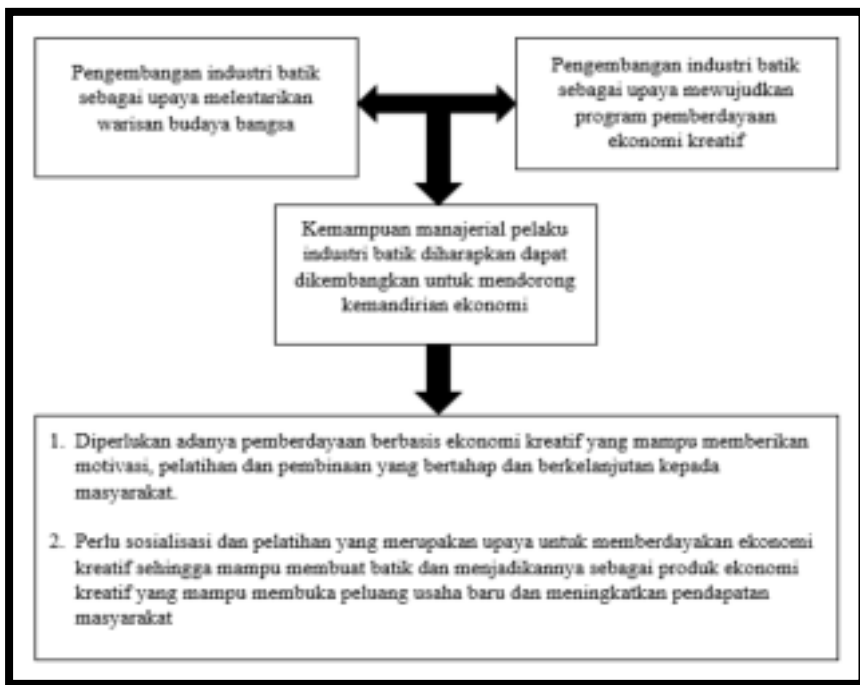 Pengembangan industri batik
sebagai upaya melestarikan
warisan budaya bangsa
Pengembangan industri batik
sebagai upaya mewujudkan
program pemberdayaan
ekonomi kreatif
Kemampuan manajerial pelaku
industri batik diharapkan dapat
dikembangkan untuk mendorong
kemandirian ekonomi
1. Diperlukan adanya pemberdayaan berbasis ekonomi kreatif yang mampu memberikan
motivasi, pelatihan dan pembinaan yang bertahap dan berkelanjutan kepada
masyarakat.
2. Perlu sosialisasi dan pelatihan yang merupakan upaya untuk memberdayakan ekonomi
kreatif sehingga mampu membuat batik dan menjadikannya sebagai produk ekonomi
kreatif yang mampu membuka peluang usaha baru dan meningkatkan pendapatan
masyarakat